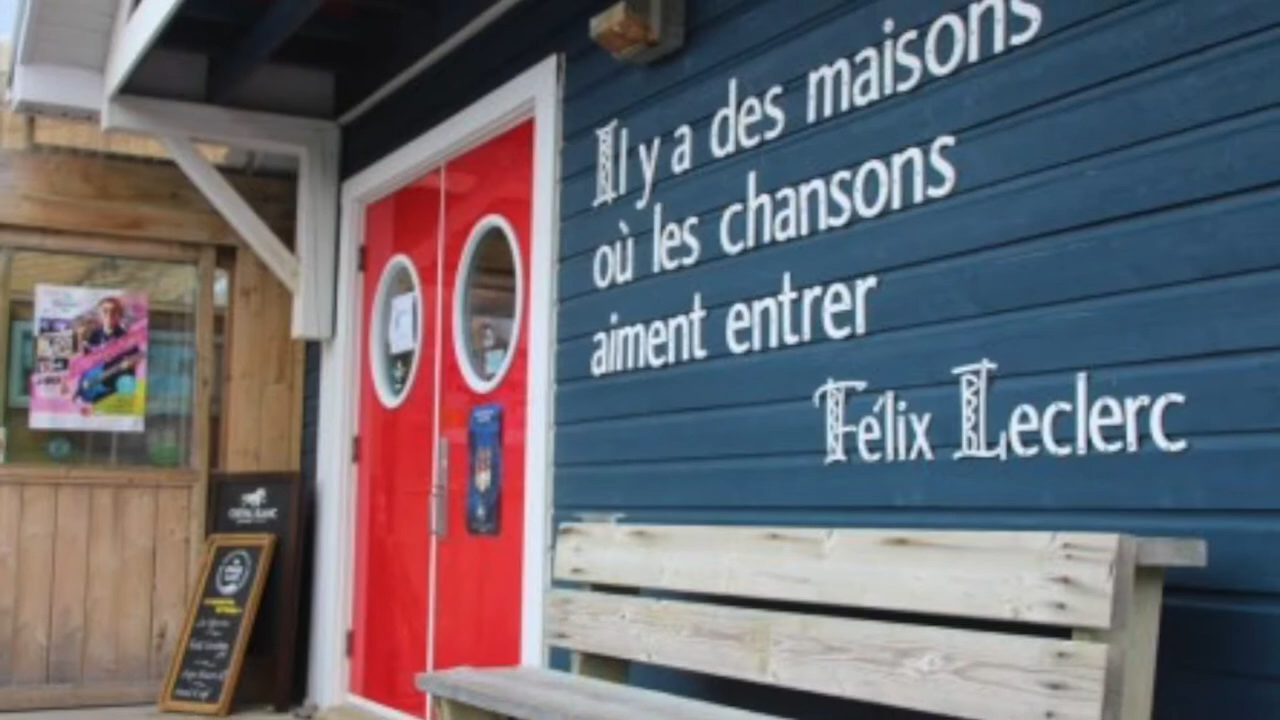 Il y a des maisons
où les chansons
aiment entrer
Félix Leclerc